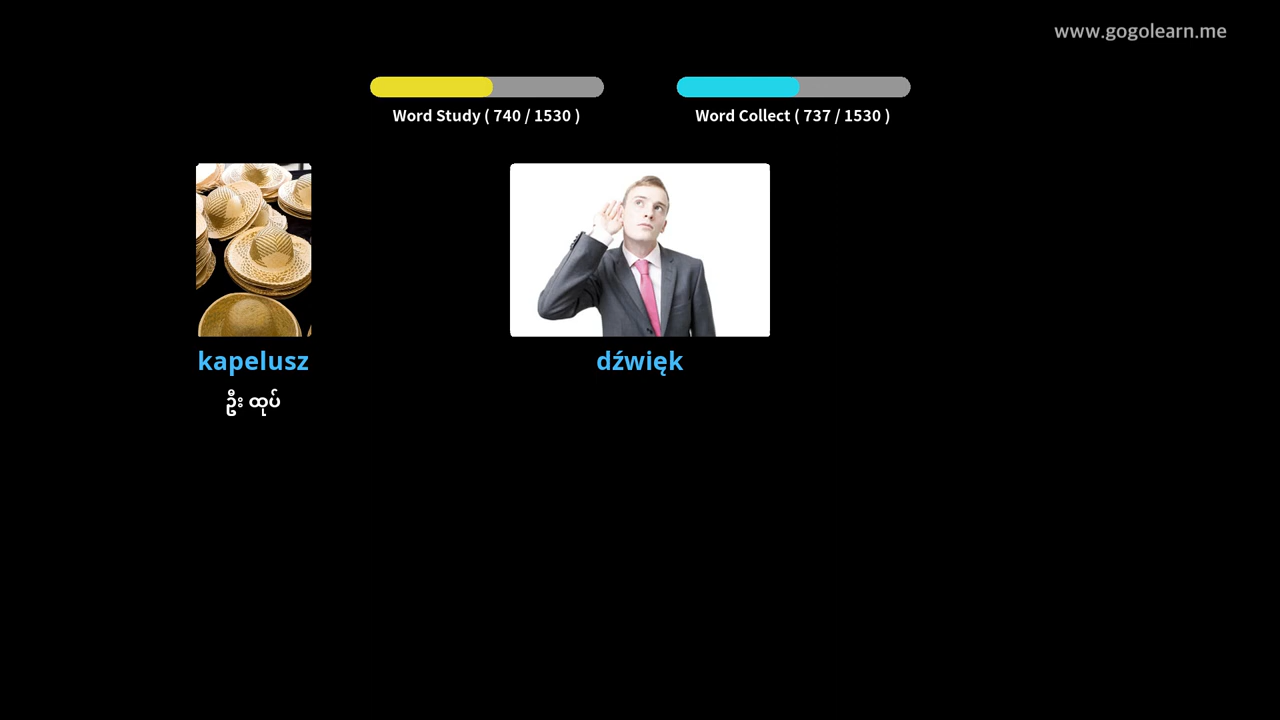 www.gogolearn.me
Word Study ( 740 / 1530 )
Word Collect ( 737 / 1530 )
kapelusz
dźwięk
ဦး ထုပ်